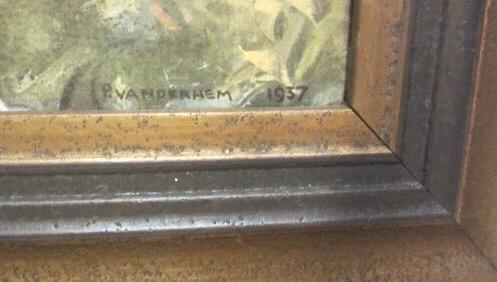 P. VANDERHEM 1937